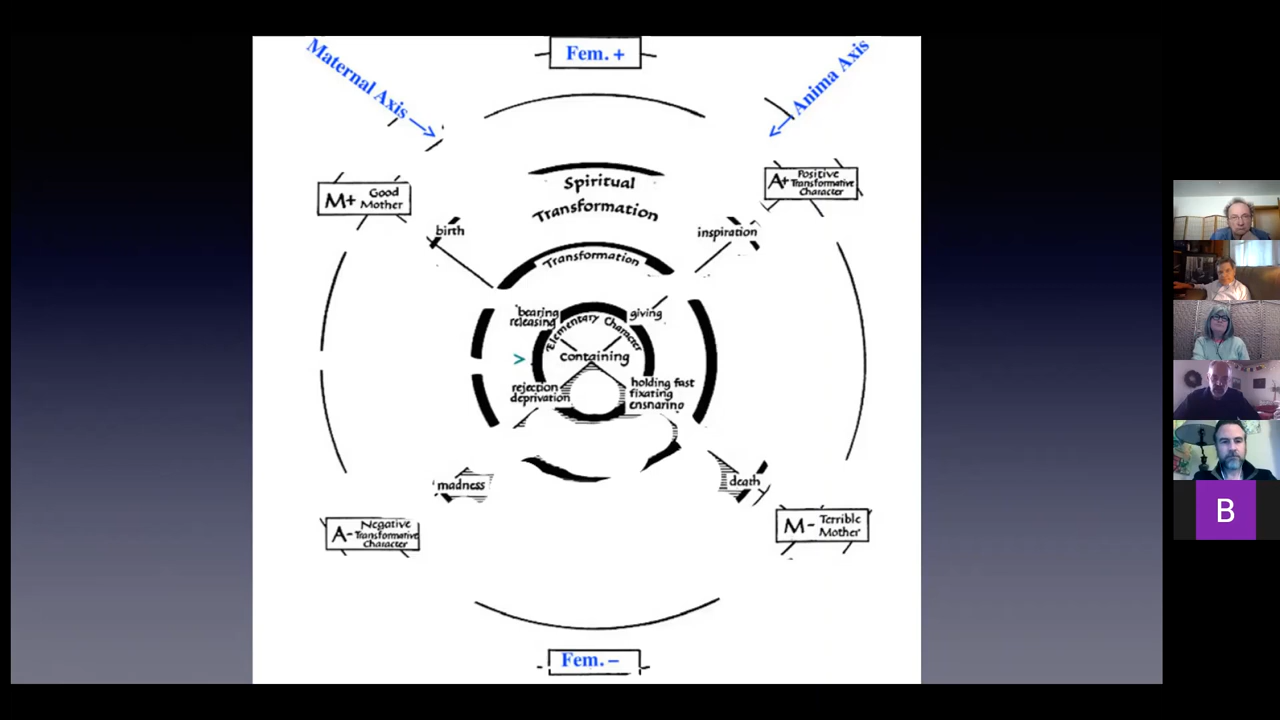 Maternal Axis
Fem. +
Anima Axis
M+ Good
Mother
A+ Positive
Transformative
Character
Spiritual
Transformation
birth
inspiration
Transformation
bearing
releasing
giving
Elementary Character
>
containing
rejection
deprivation
holding fast
fixating
ensnaring
madness
death
A- Negative
Transformative
Character
M- Terrible
Mother
Fem. –
B